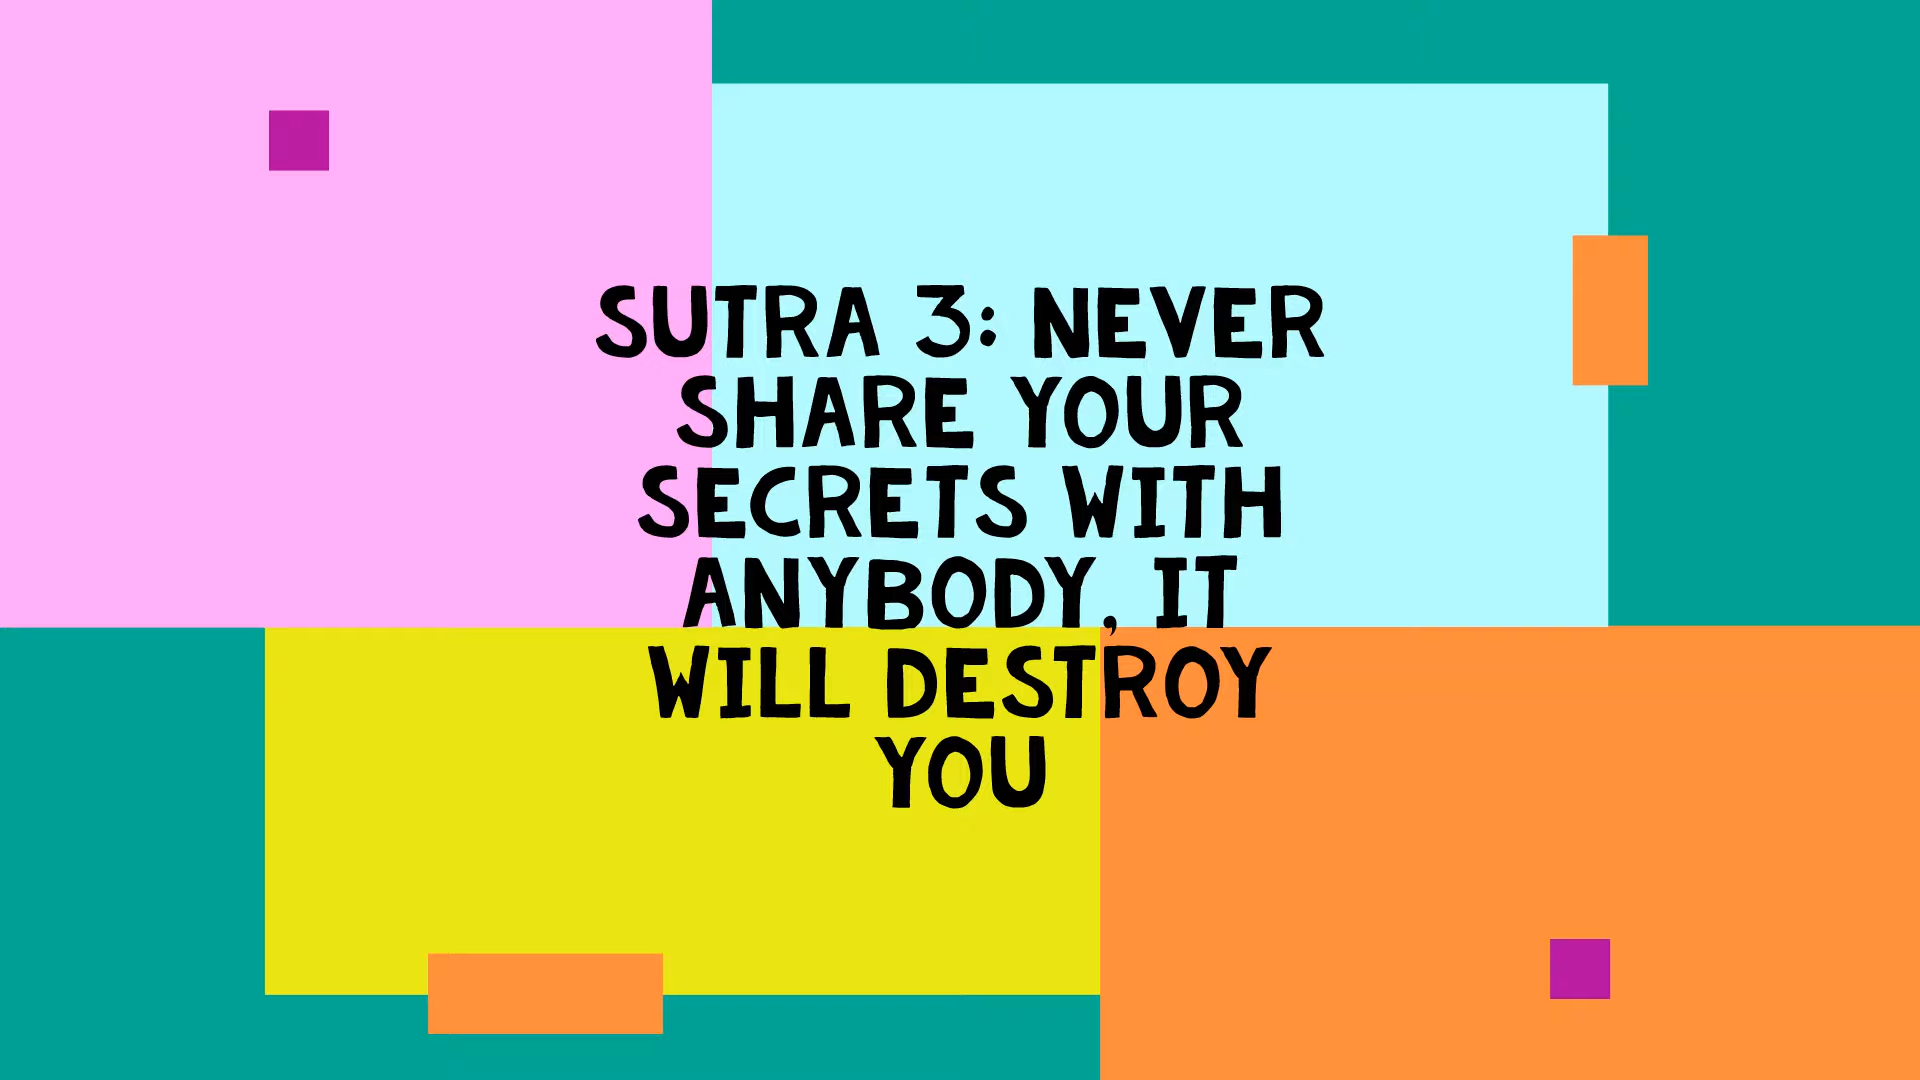 SUTRA 3: NEVER
SHARE YOUR
SECRETS WITH
ANYBODY, IT
WILL DESTROY
YOU